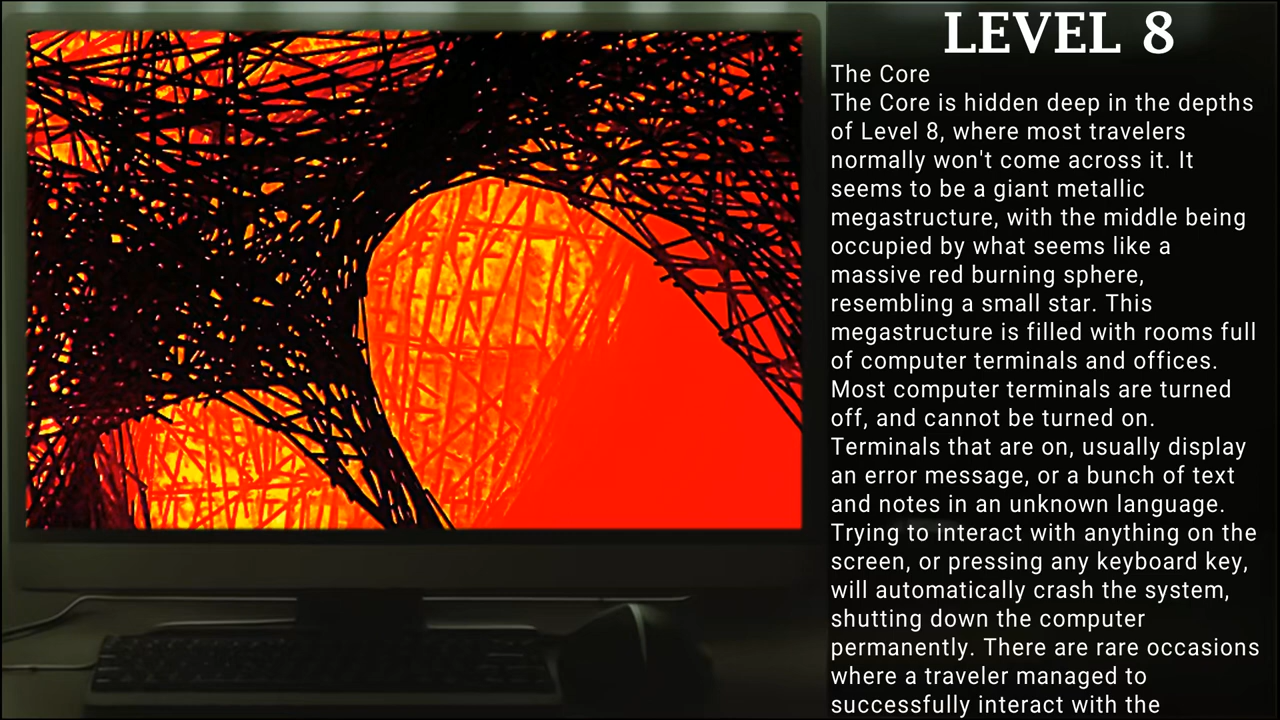 LEVEL 8
The Core
The Core is hidden deep in the depths
of Level 8, where most travelers
normally won't come across it. It
seems to be a giant metallic
megastructure, with the middle being
occupied by what seems like a
massive red burning sphere,
resembling a small star. This
megastructure is filled with rooms full
of computer terminals and offices.
Most computer terminals are turned
off, and cannot be turned on.
Terminals that are on, usually display
an error message, or a bunch of text
and notes in an unknown language.
Trying to interact with anything on the
screen, or pressing any keyboard key,
will automatically crash the system,
shutting down the computer
permanently. There are rare occasions
where a traveler managed to
successfully interact with the